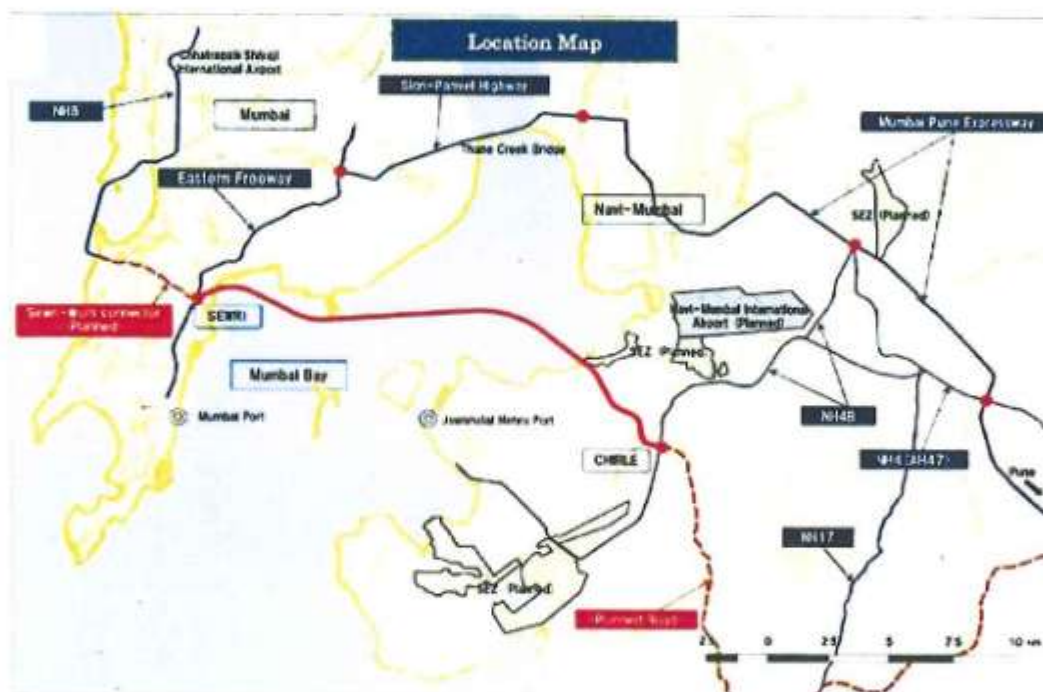 Location Map
Chhatrapati Shivaji
International Airport
Sion-Panvel Highway
NH3
Mumbai
Mumbai Pune Expressway
Thane Creek Bridge
Eastern Freeway
Navi-Mumbai
SEZ (Planned)
Sewri-Worli Connector
(Planned)
SEWRI
Navi-Mumbai International
Airport (Planned)
SEZ (Planned)
Mumbai Bay
Mumbai Port
Jawaharlal Nehru Port
NH4B
CHIRLE
Pune
NH17
SEZ (Planned)
(Planned Road)
2.5 0 2.5 5 7.5 10 km